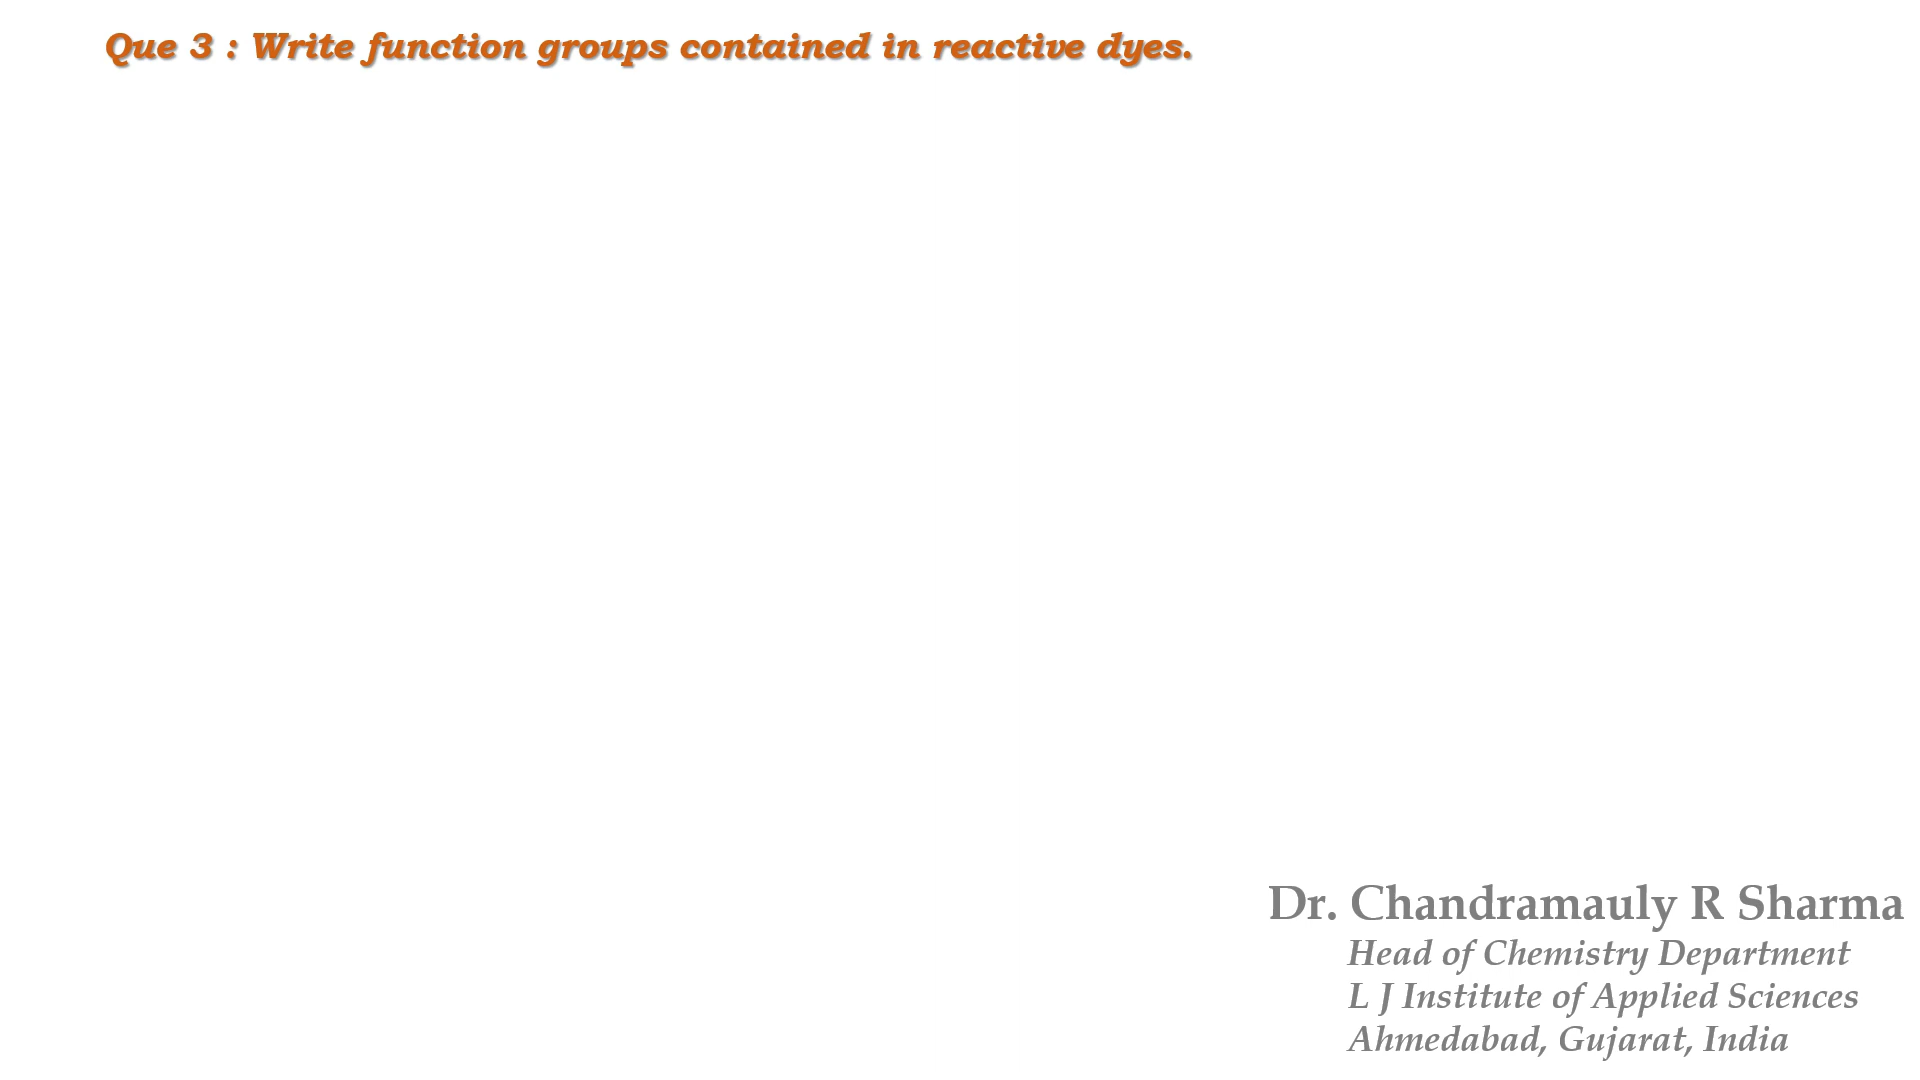 Que 3 : Write function groups contained in reactive dyes.
Dr. Chandramauly R Sharma
Head of Chemistry Department
L J Institute of Applied Sciences
Ahmedabad, Gujarat, India